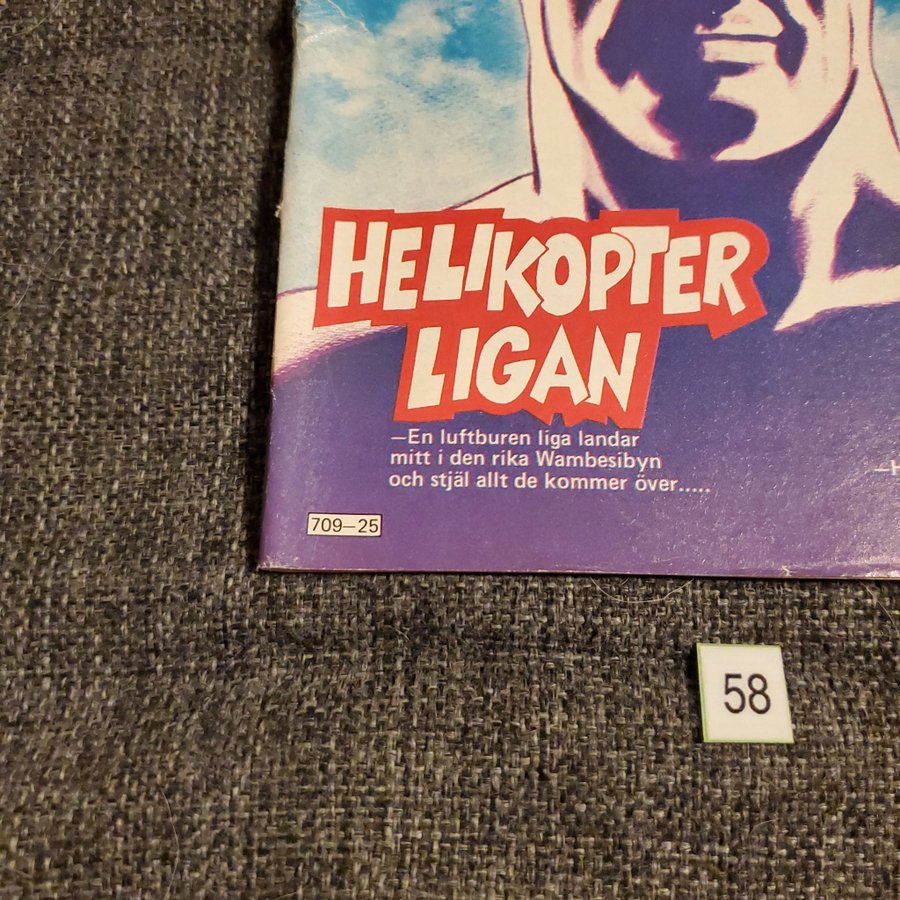 HELIKOPTER
LIGAN
—En luftburen liga landar
mitt i den rika Wambesibyn
och stjäl allt de kommer över.....
—H
709—25
58